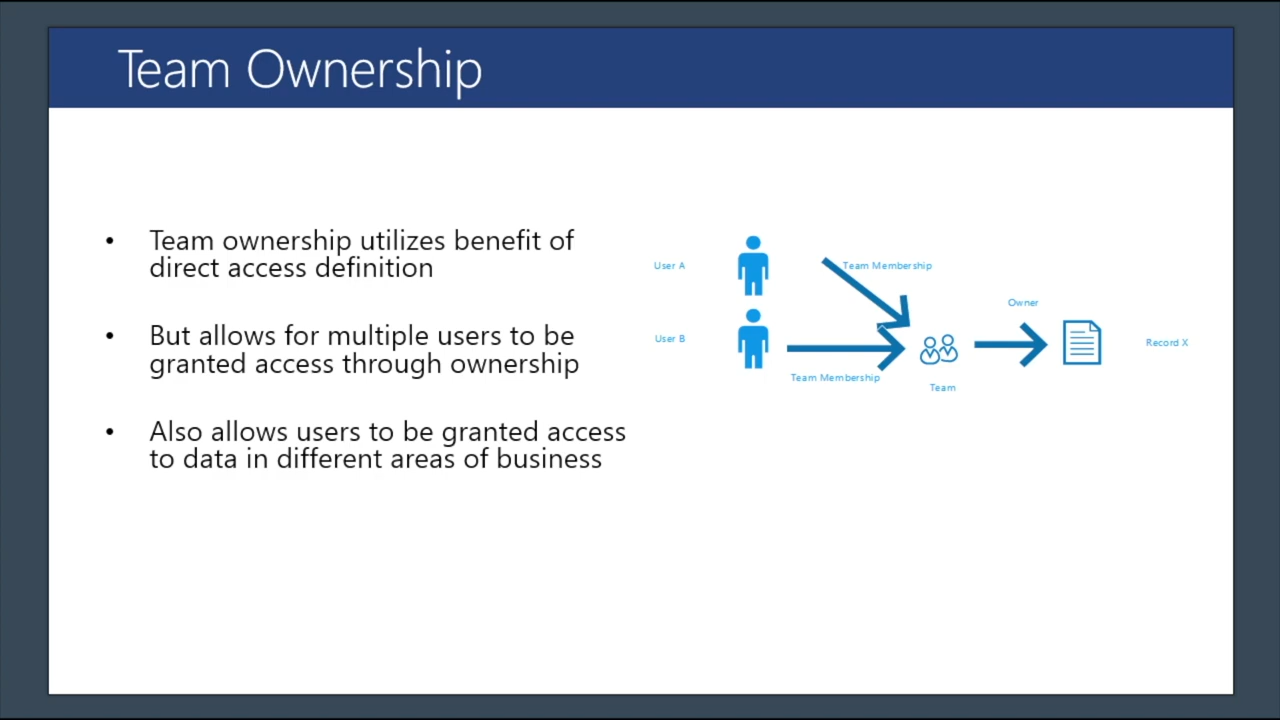 Team Ownership
• Team ownership utilizes benefit of
direct access definition
• But allows for multiple users to be
granted access through ownership
• Also allows users to be granted access
to data in different areas of business
User A
Team Membership
Owner
User B
Record X
Team Membership
Team